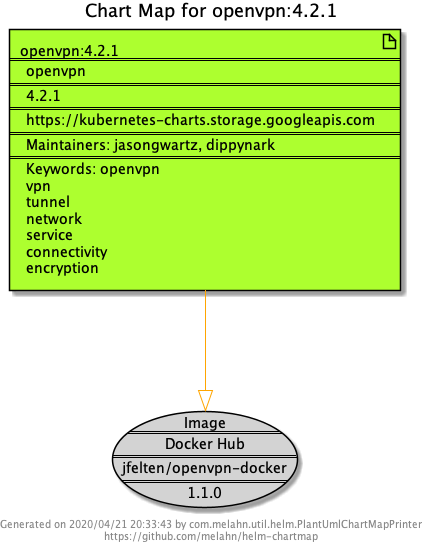 Chart Map for openvpn:4.2.1
openvpn:4.2.1
openvpn
4.2.1
https://kubernetes-charts.storage.googleapis.com
Maintainers: jasongwartz, dippynark
Keywords: openvpn
vpn
tunnel
network
service
connectivity
encryption
Image
Docker Hub
jfelten/openvpn-docker
1.1.0
Generated on 2020/04/21 20:33:43 by com.melahn.util.helm.PlantUmlChartMapPrinter
https://github.com/melahn/helm-chartmap